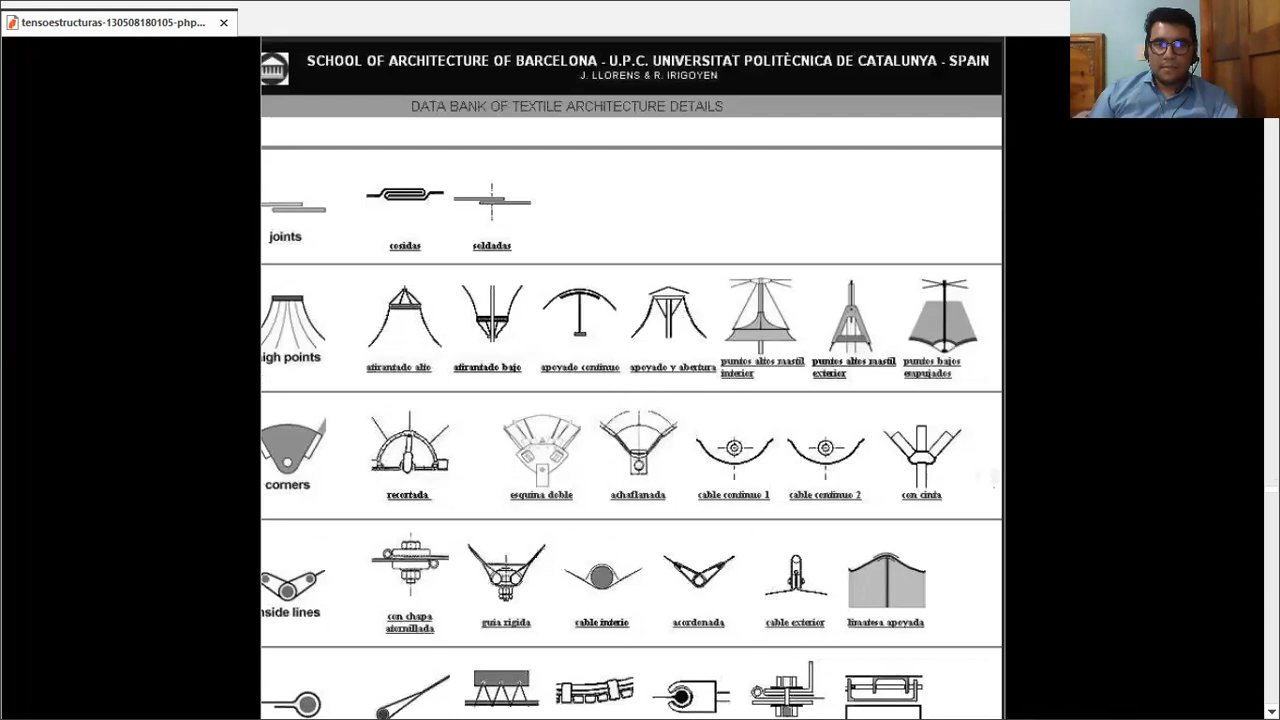 tensoestructuras-130508180105-php...
SCHOOL OF ARCHITECTURE OF BARCELONA - U.P.C. UNIVERSITAT POLITÈCNICA DE CATALUNYA - SPAIN
J. LLORENS & R. IRIGOYEN
DATA BANK OF TEXTILE ARCHITECTURE DETAILS
joints
cosidas
soldadas
igh points
atirantado alto
atirantado bajo
apoyado continuo
apoyado y abertura
puntos altos mastil
interior
puntos altos mastil
exterior
puntos bajos
empujados
corners
recortada
esquina doble
achaflanada
cable continuo 1
cable continuo 2
con cinta
nside lines
con chapa
atornillada
guia rigida
cable interio
acordonada
cable exterior
limatesa apoyada